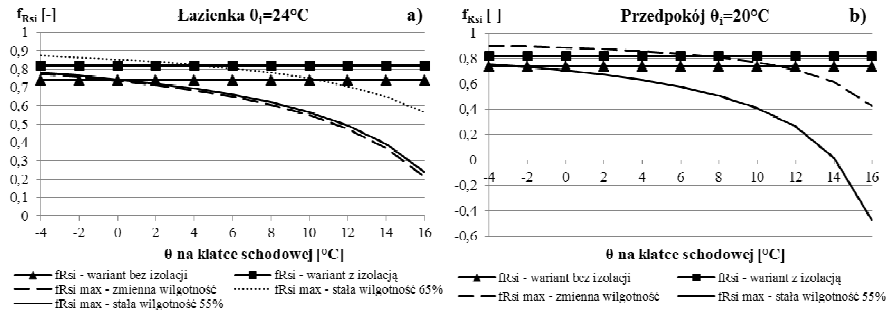 fRsi [-]
Łazienka θi=24°C
a)
1
0,9
0,8
0,7
0,6
0,5
0,4
0,3
0,2
0,1
0
-4 -2 0 2 4 6 8 10 12 14 16
θ na klatce schodowej [°C]
fRsi - wariant bez izolacji
fRsi - wariant z izolacją
fRsi max - zmienna wilgotność
fRsi max - stała wilgotność 65%
fRsi max - stała wilgotność 55%
fRsi [ ]
Przedpokój θi=20°C
b)
1
0,8
0,6
0,4
0,2
0
-0,2
-0,4
-0,6
-4 -2 0 2 4 6 8 10 12 14 16
θ na klatce schodowej [°C]
fRsi - wariant bez izolacji
fRsi - wariant z izolacją
fRsi max - zmienna wilgotność
fRsi max - stała wilgotność 55%